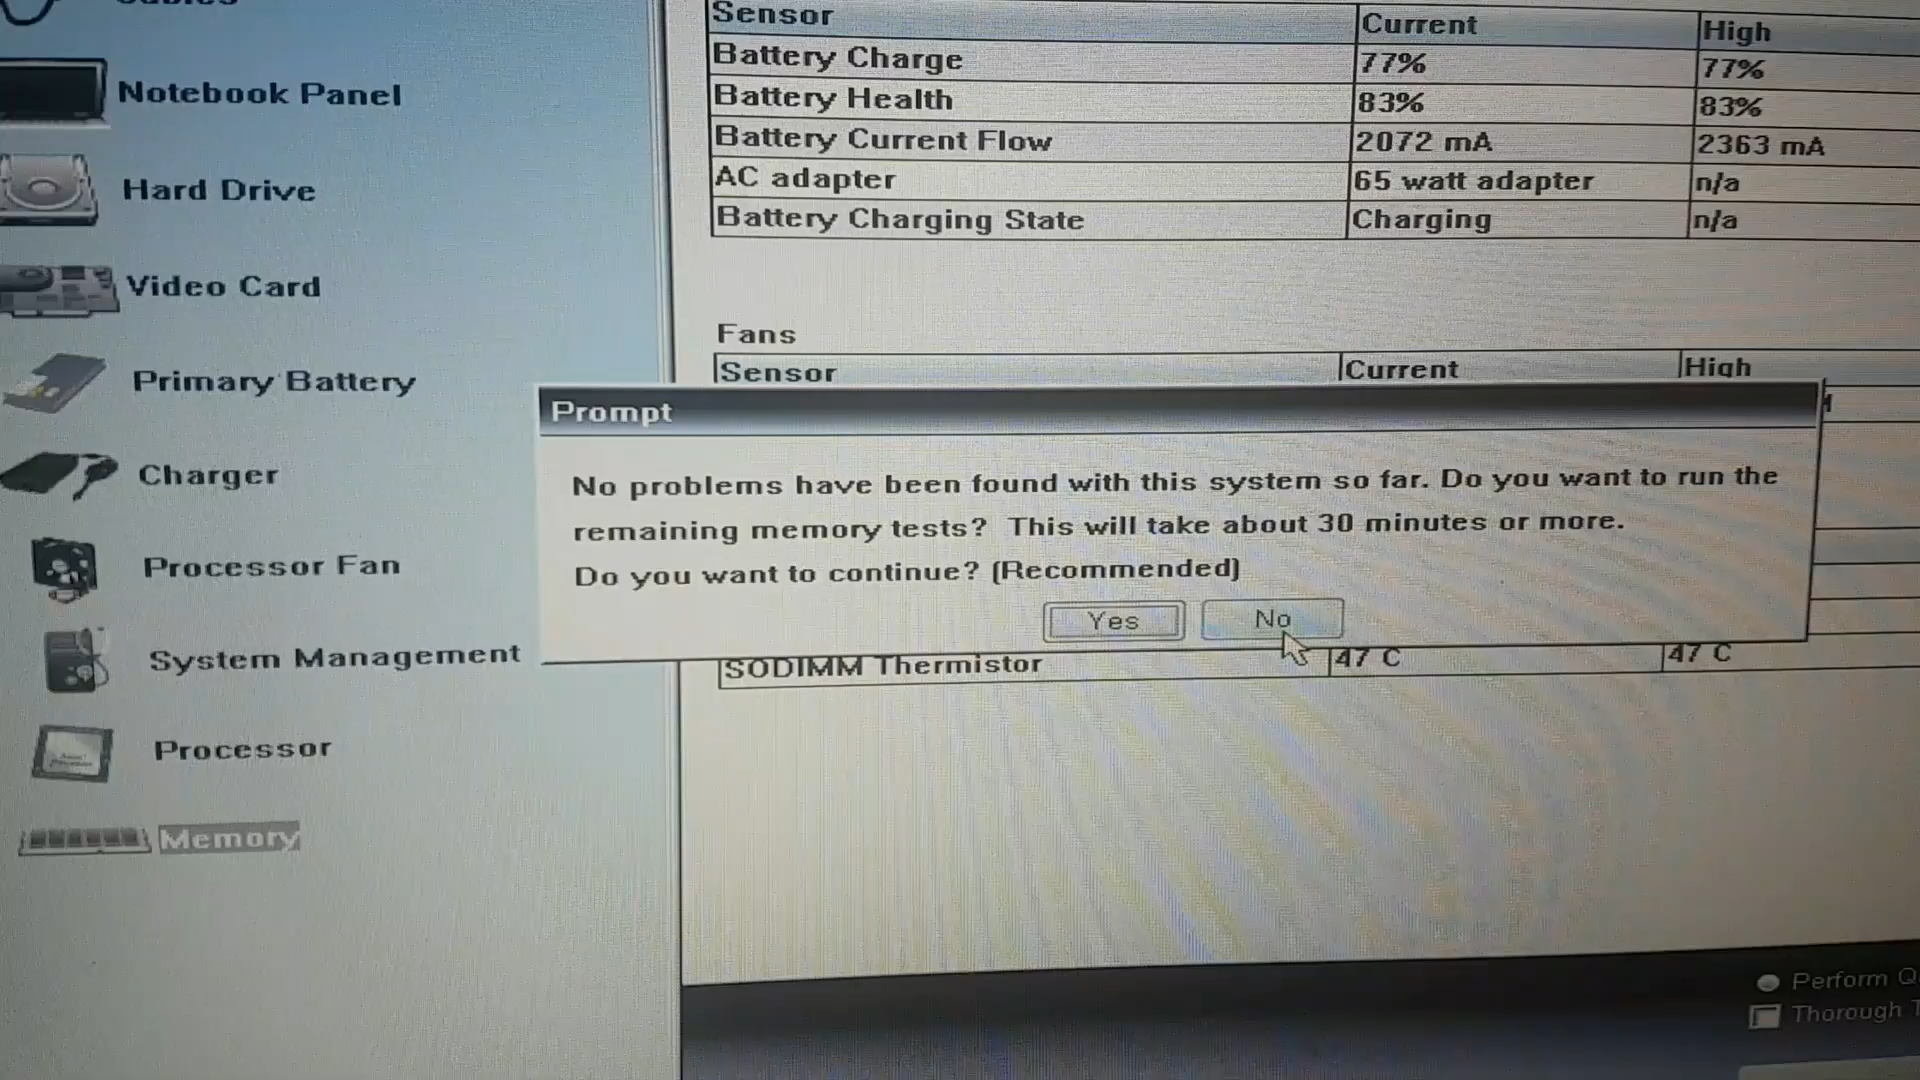 Notebook Panel
Hard Drive
Video Card
Primary Battery
Charger
Processor Fan
System Management
Processor
Memory
Sensor Current High
Battery Charge 77% 77%
Battery Health 83% 83%
Battery Current Flow 2072 mA 2363 mA
AC adapter 65 watt adapter n/a
Battery Charging State Charging n/a
Fans
Sensor Current High
Prompt
No problems have been found with this system so far. Do you want to run the
remaining memory tests? This will take about 30 minutes or more.
Do you want to continue? (Recommended)
Yes No
SODIMM Thermistor 47 C 47 C
Perform
Thorough